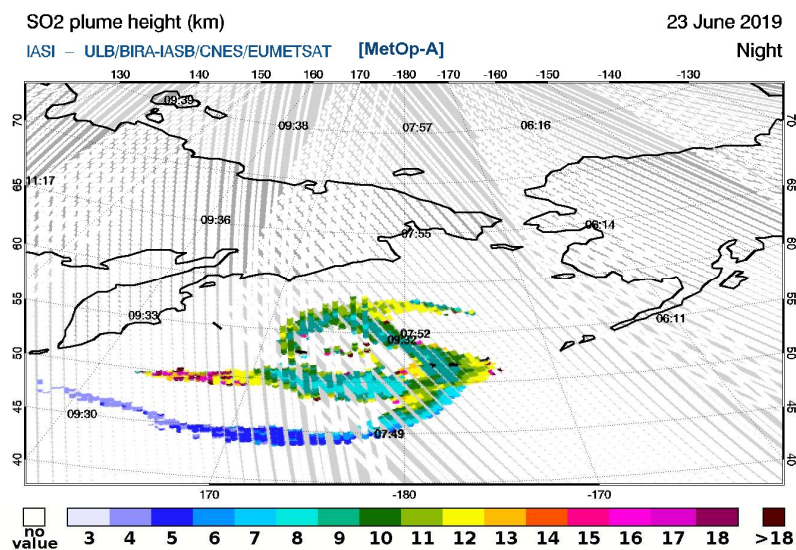 SO2 plume height (km)
23 June 2019
IASI – ULB/BIRA-IASB/CNES/EUMETSAT [MetOp-A]
Night
130 140 150 160 170 -180 -170 -160 -150 -140 -130
09:39
70 09:38 07:57 06:16 70
11:17
65 65
09:36 06:14
60 07:55 60
55 55
09:33 06:11
07:52
09:32
50 50
45 09:30 45
07:49
40 40
170 -180 -170
no value 3 4 5 6 7 8 9 10 11 12 13 14 15 16 17 18 >18